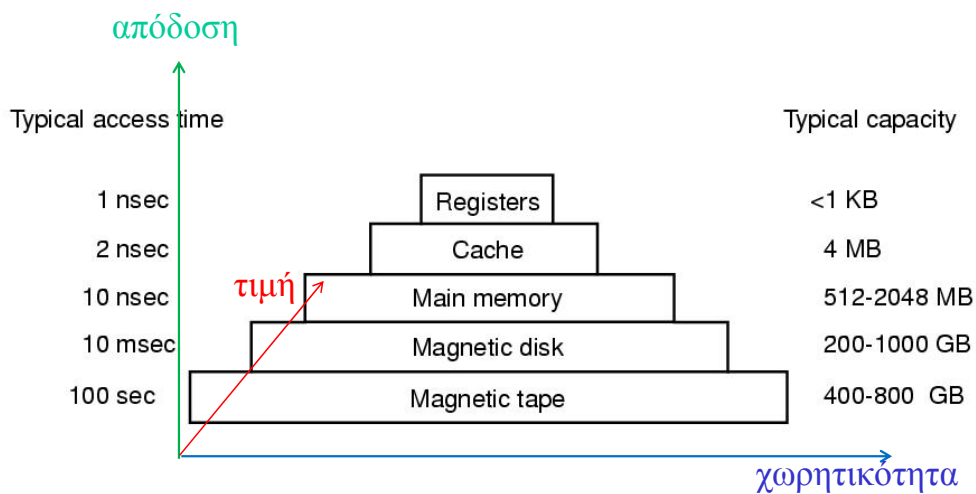 απόδοση
Typical access time
Typical capacity
1 nsec
Registers
<1 KB
2 nsec
Cache
4 MB
τιμή
10 nsec
Main memory
512-2048 MB
10 msec
Magnetic disk
200-1000 GB
100 sec
Magnetic tape
400-800 GB
χωρητικότητα